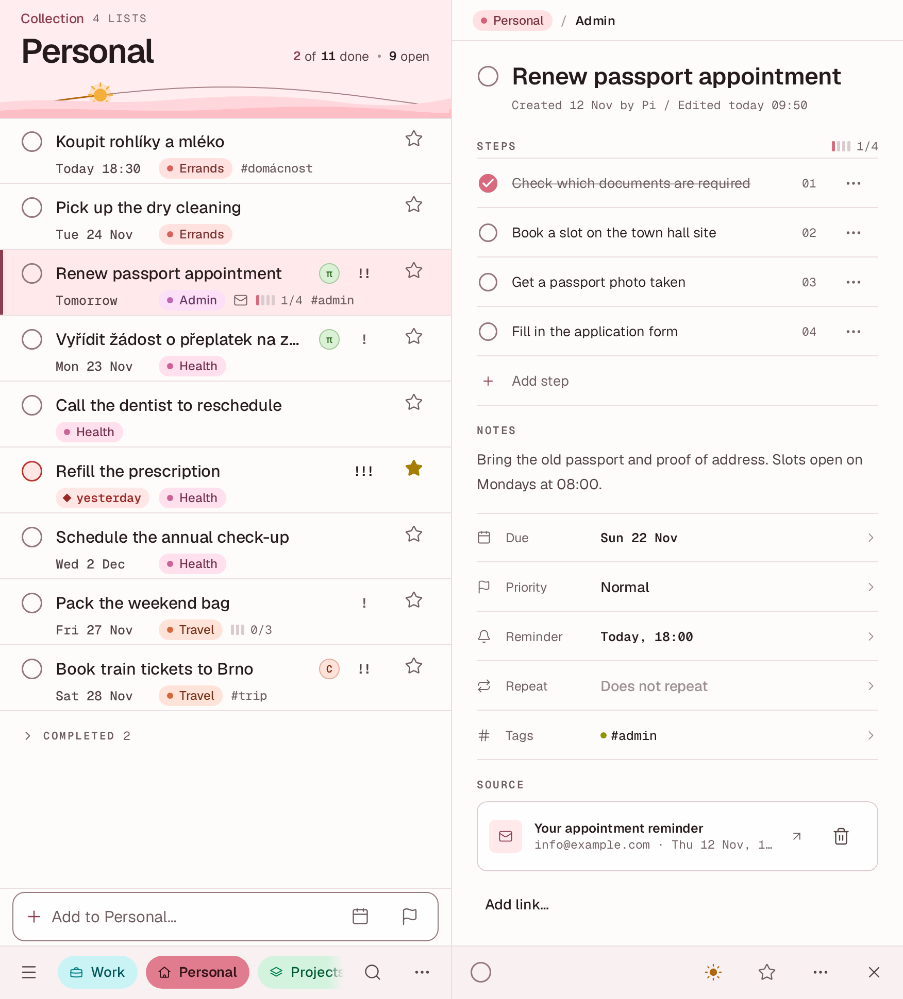 Collection 4 LISTS
Personal
2 of 11 done • 9 open
Koupit rohlíky a mléko
Today 18:30 Errands #domácnost
Pick up the dry cleaning
Tue 24 Nov Errands
Renew passport appointment π !!
Tomorrow Admin 1/4 #admin
Vyřídit žádost o přeplatek na z… π !
Mon 23 Nov Health
Call the dentist to reschedule
Health
Refill the prescription !!!
yesterday Health
Schedule the annual check-up
Wed 2 Dec Health
Pack the weekend bag !
Fri 27 Nov Travel 0/3
Book train tickets to Brno C !!
Sat 28 Nov Travel #trip
COMPLETED 2
Add to Personal…
Work Personal Projects
Personal / Admin
Renew passport appointment
Created 12 Nov by Pi / Edited today 09:50
STEPS 1/4
Check which documents are required 01
Book a slot on the town hall site 02
Get a passport photo taken 03
Fill in the application form 04
Add step
NOTES
Bring the old passport and proof of address. Slots open on
Mondays at 08:00.
Due Sun 22 Nov
Priority Normal
Reminder Today, 18:00
Repeat Does not repeat
Tags #admin
SOURCE
Your appointment reminder
info@example.com · Thu 12 Nov, 1…
Add link…